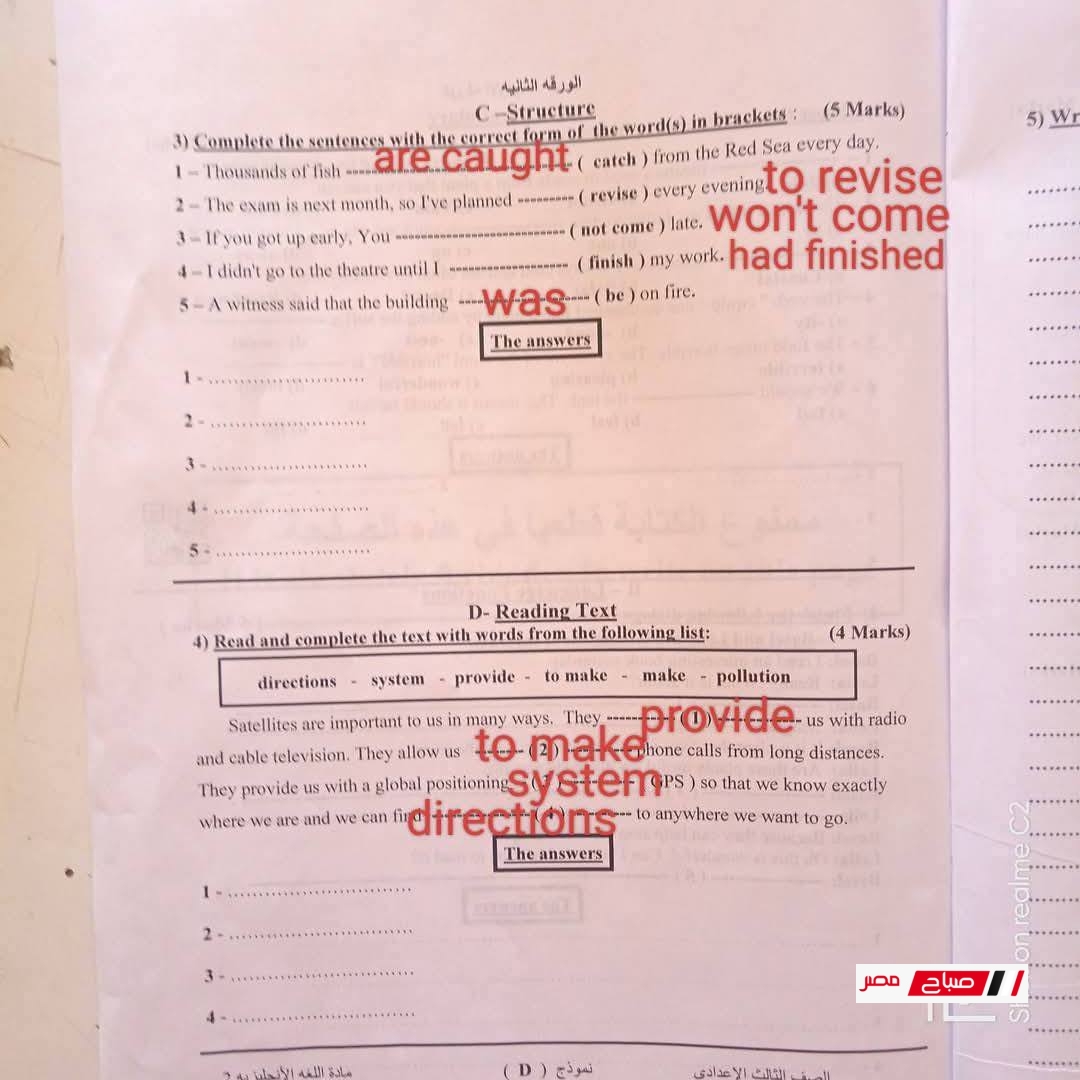 الورقه الثانيه
C –Structure
3) Complete the sentences with the correct form of the word(s) in brackets : (5 Marks)
1 – Thousands of fish ---------- are caught ---------- ( catch ) from the Red Sea every day.
2 – The exam is next month, so I've planned --------- ( revise ) every evening. to revise
3 – If you got up early, You -------------------------- ( not come ) late. won't come
4 – I didn't go to the theatre until I ------------------ ( finish ) my work. had finished
5 – A witness said that the building ---- was ---- ( be ) on fire.
The answers
1 - ..........................
2 - ..........................
3 - ..........................
4 - ..........................
5 - ..........................
D- Reading Text
4) Read and complete the text with words from the following list: (4 Marks)
directions - system - provide - to make - make - pollution
Satellites are important to us in many ways. They ---------- (1) provide ---------- us with radio
and cable television. They allow us to make ------- (2) ---------- phone calls from long distances.
They provide us with a global positioning system ( GPS ) so that we know exactly
where we are and we can find directions ---------- (4) ---------- to anywhere we want to go.
The answers
1 - ..............................
2 - ..............................
3 - ..............................
4 - ..............................
الصف الثالث الاعدادى نموذج ( D ) مادة اللغه الأنجليزيه 2
5) Wr
صباح مصر
on realme C2